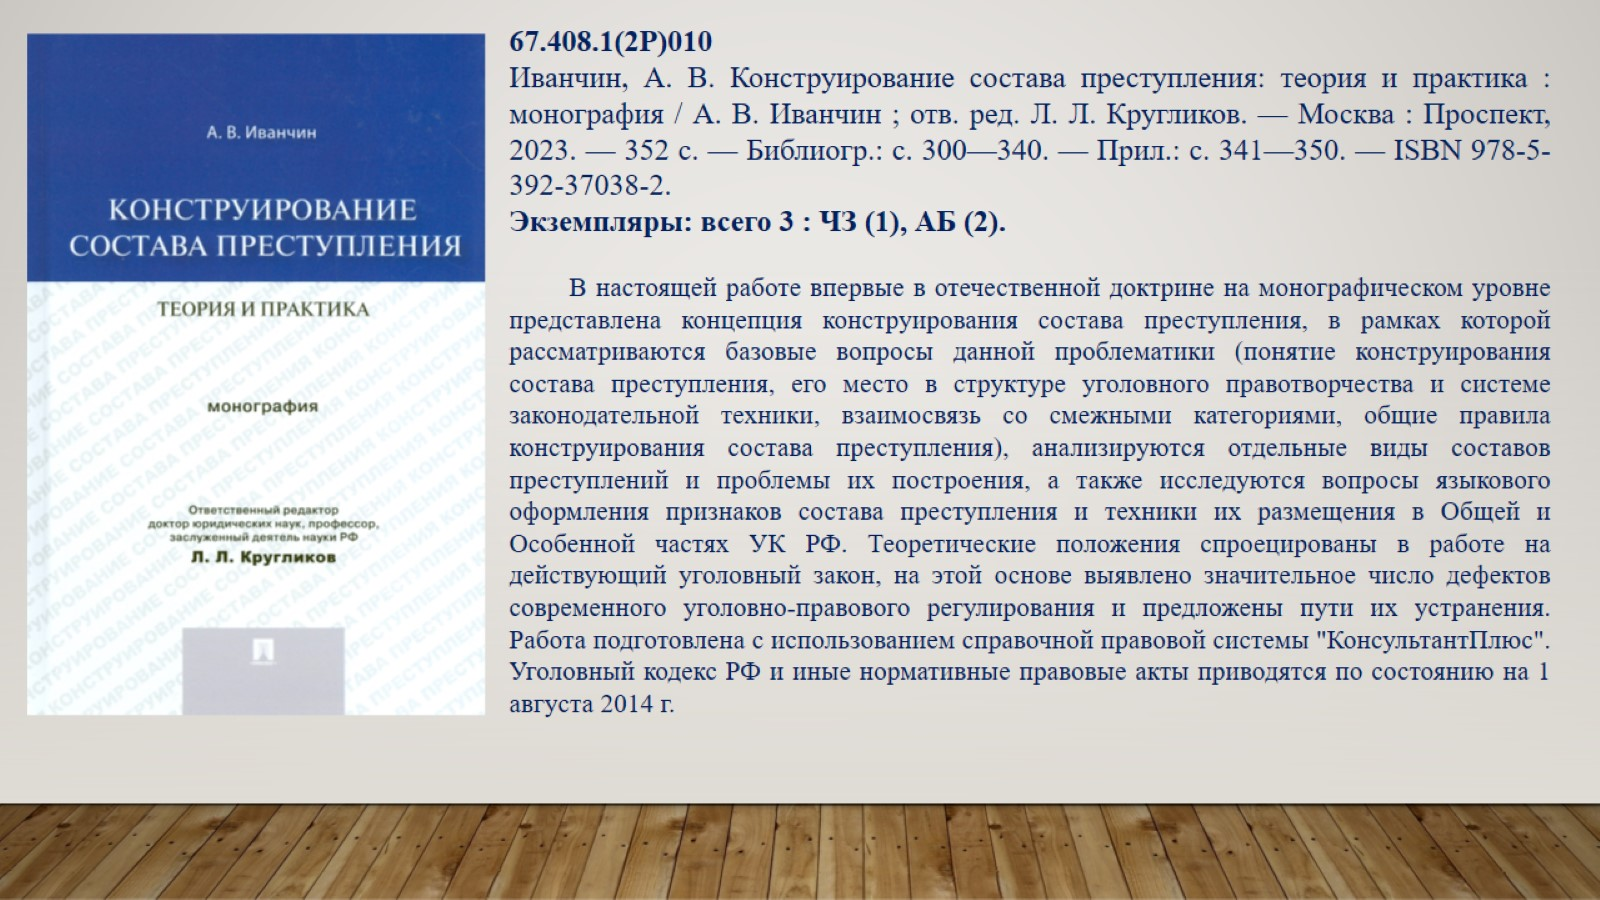 А. В. Иванчин
КОНСТРУИРОВАНИЕ
СОСТАВА ПРЕСТУПЛЕНИЯ
ТЕОРИЯ И ПРАКТИКА
монография
Ответственный редактор
доктор юридических наук, профессор,
заслуженный деятель науки РФ
Л. Л. Кругликов
67.408.1(2Р)010
Иванчин, А. В. Конструирование состава преступления: теория и практика :
монография / А. В. Иванчин ; отв. ред. Л. Л. Кругликов. — Москва : Проспект,
2023. — 352 с. — Библиогр.: с. 300—340. — Прил.: с. 341—350. — ISBN 978-5-
392-37038-2.
Экземпляры: всего 3 : ЧЗ (1), АБ (2).
В настоящей работе впервые в отечественной доктрине на монографическом уровне
представлена концепция конструирования состава преступления, в рамках которой
рассматриваются базовые вопросы данной проблематики (понятие конструирования
состава преступления, его место в структуре уголовного правотворчества и системе
законодательной техники, взаимосвязь со смежными категориями, общие правила
конструирования состава преступления), анализируются отдельные виды составов
преступлений и проблемы их построения, а также исследуются вопросы языкового
оформления признаков состава преступления и техники их размещения в Общей и
Особенной частях УК РФ. Теоретические положения спроецированы в работе на
действующий уголовный закон, на этой основе выявлено значительное число дефектов
современного уголовно-правового регулирования и предложены пути их устранения.
Работа подготовлена с использованием справочной правовой системы "КонсультантПлюс".
Уголовный кодекс РФ и иные нормативные правовые акты приводятся по состоянию на 1
августа 2014 г.